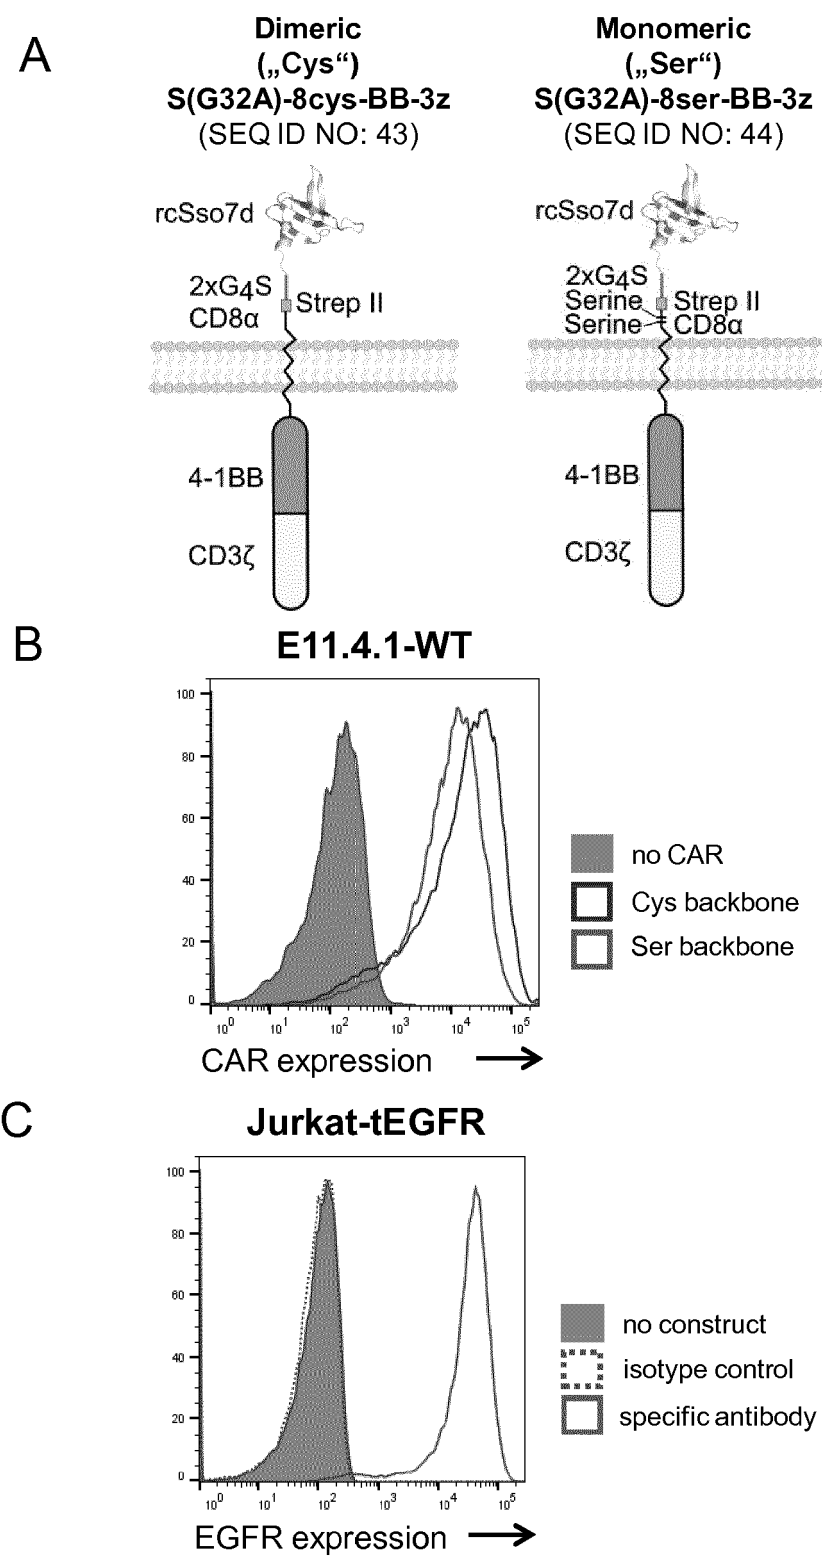 A
Dimeric
(„Cys“)
S(G32A)-8cys-BB-3z
(SEQ ID NO: 43)
rcSso7d
2xG4S
Strep II
CD8α
4-1BB
CD3ζ
Monomeric
(„Ser“)
S(G32A)-8ser-BB-3z
(SEQ ID NO: 44)
rcSso7d
2xG4S
Serine
Strep II
Serine
CD8α
4-1BB
CD3ζ
B
E11.4.1-WT
100
80
60
40
20
0
10^0 10^1 10^2 10^3 10^4 10^5
CAR expression
no CAR
Cys backbone
Ser backbone
C
Jurkat-tEGFR
100
80
60
40
20
0
10^0 10^1 10^2 10^3 10^4 10^5
EGFR expression
no construct
isotype control
specific antibody